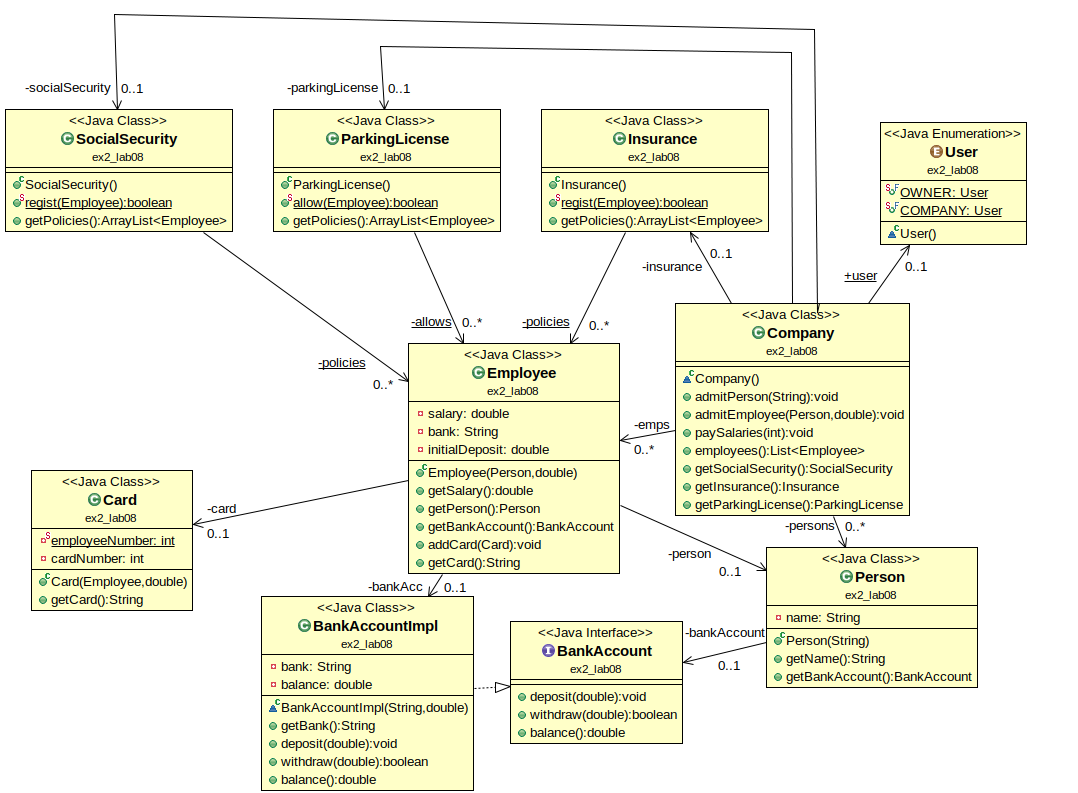 -socialSecurity 0..1
-parkingLicense 0..1
<<Java Class>>
SocialSecurity
ex2_lab08
SocialSecurity()
regist(Employee):boolean
getPolicies():ArrayList<Employee>
<<Java Class>>
ParkingLicense
ex2_lab08
ParkingLicense()
allow(Employee):boolean
getPolicies():ArrayList<Employee>
<<Java Class>>
Insurance
ex2_lab08
Insurance()
regist(Employee):boolean
getPolicies():ArrayList<Employee>
<<Java Enumeration>>
User
ex2_lab08
OWNER: User
COMPANY: User
User()
-insurance 0..1
+user 0..1
-policies 0..*
-allows 0..*
-policies 0..*
<<Java Class>>
Company
ex2_lab08
Company()
admitPerson(String):void
admitEmployee(Person,double):void
paySalaries(int):void
employees():List<Employee>
getSocialSecurity():SocialSecurity
getInsurance():Insurance
getParkingLicense():ParkingLicense
<<Java Class>>
Employee
ex2_lab08
salary: double
bank: String
initialDeposit: double
Employee(Person,double)
getSalary():double
getPerson():Person
getBankAccount():BankAccount
addCard(Card):void
getCard():String
-emps
0..*
-card
0..1
<<Java Class>>
Card
ex2_lab08
employeeNumber: int
cardNumber: int
Card(Employee,double)
getCard():String
-persons 0..*
-person
0..1
-bankAcc 0..1
<<Java Class>>
Person
ex2_lab08
name: String
Person(String)
getName():String
getBankAccount():BankAccount
-bankAccount
0..1
<<Java Class>>
BankAccountImpl
ex2_lab08
bank: String
balance: double
BankAccountImpl(String,double)
getBank():String
deposit(double):void
withdraw(double):boolean
balance():double
<<Java Interface>>
BankAccount
ex2_lab08
deposit(double):void
withdraw(double):boolean
balance():double